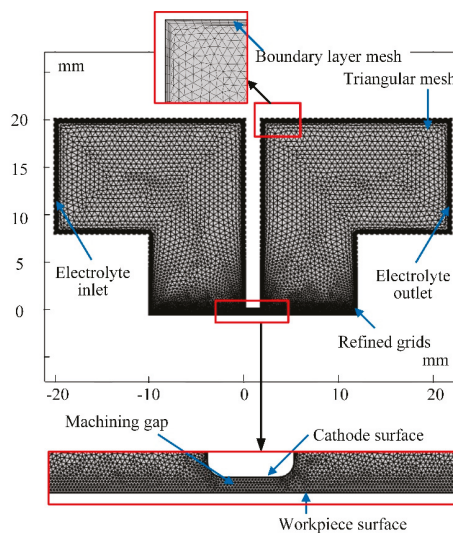 mm
Boundary layer mesh
Triangular mesh
20
15
10
5
0
Electrolyte
inlet
Electrolyte
outlet
Refined grids
mm
-20
-10
0
10
20
Machining gap
Cathode surface
Workpiece surface